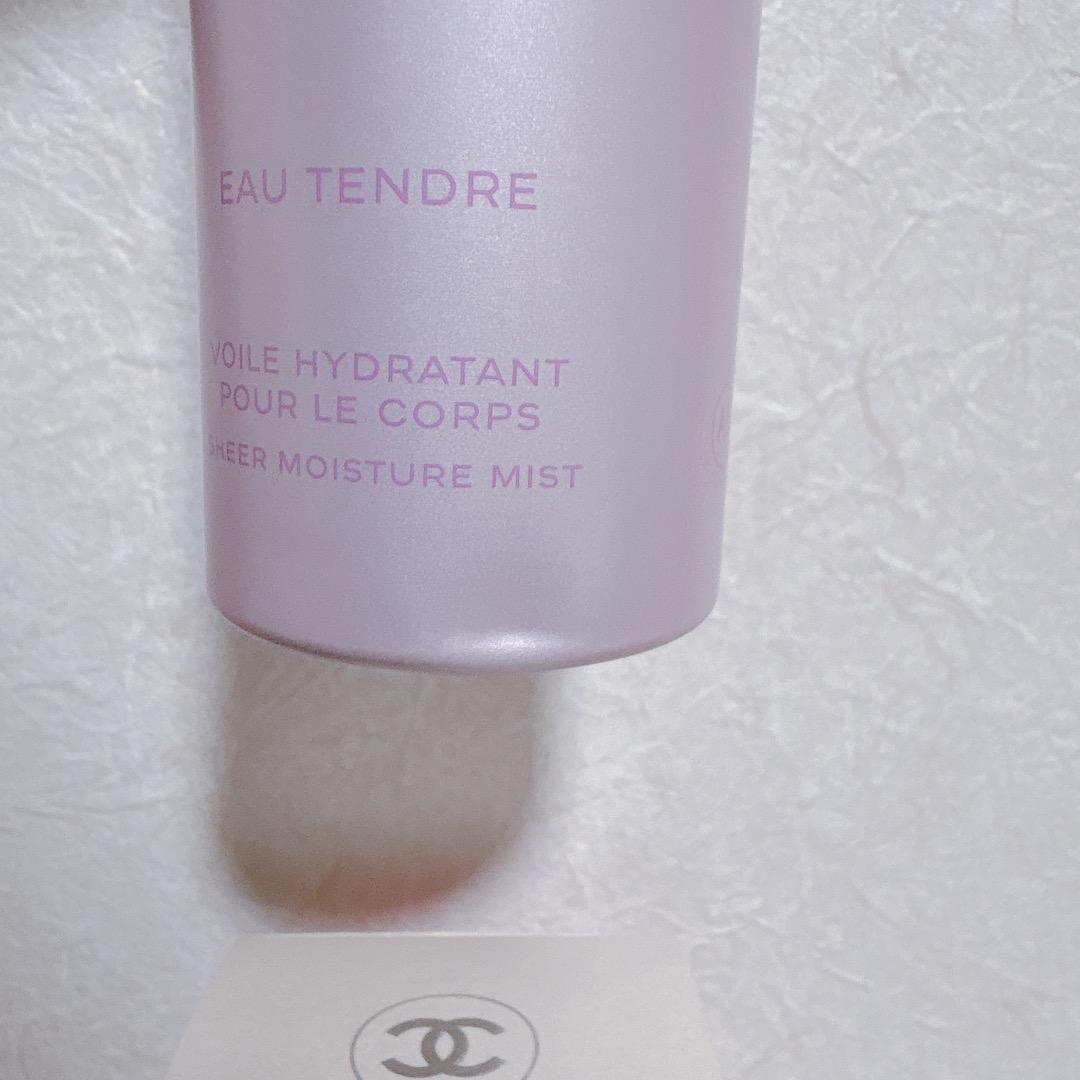 EAU TENDRE
VOILE HYDRATANT
POUR LE CORPS
SHEER MOISTURE MIST